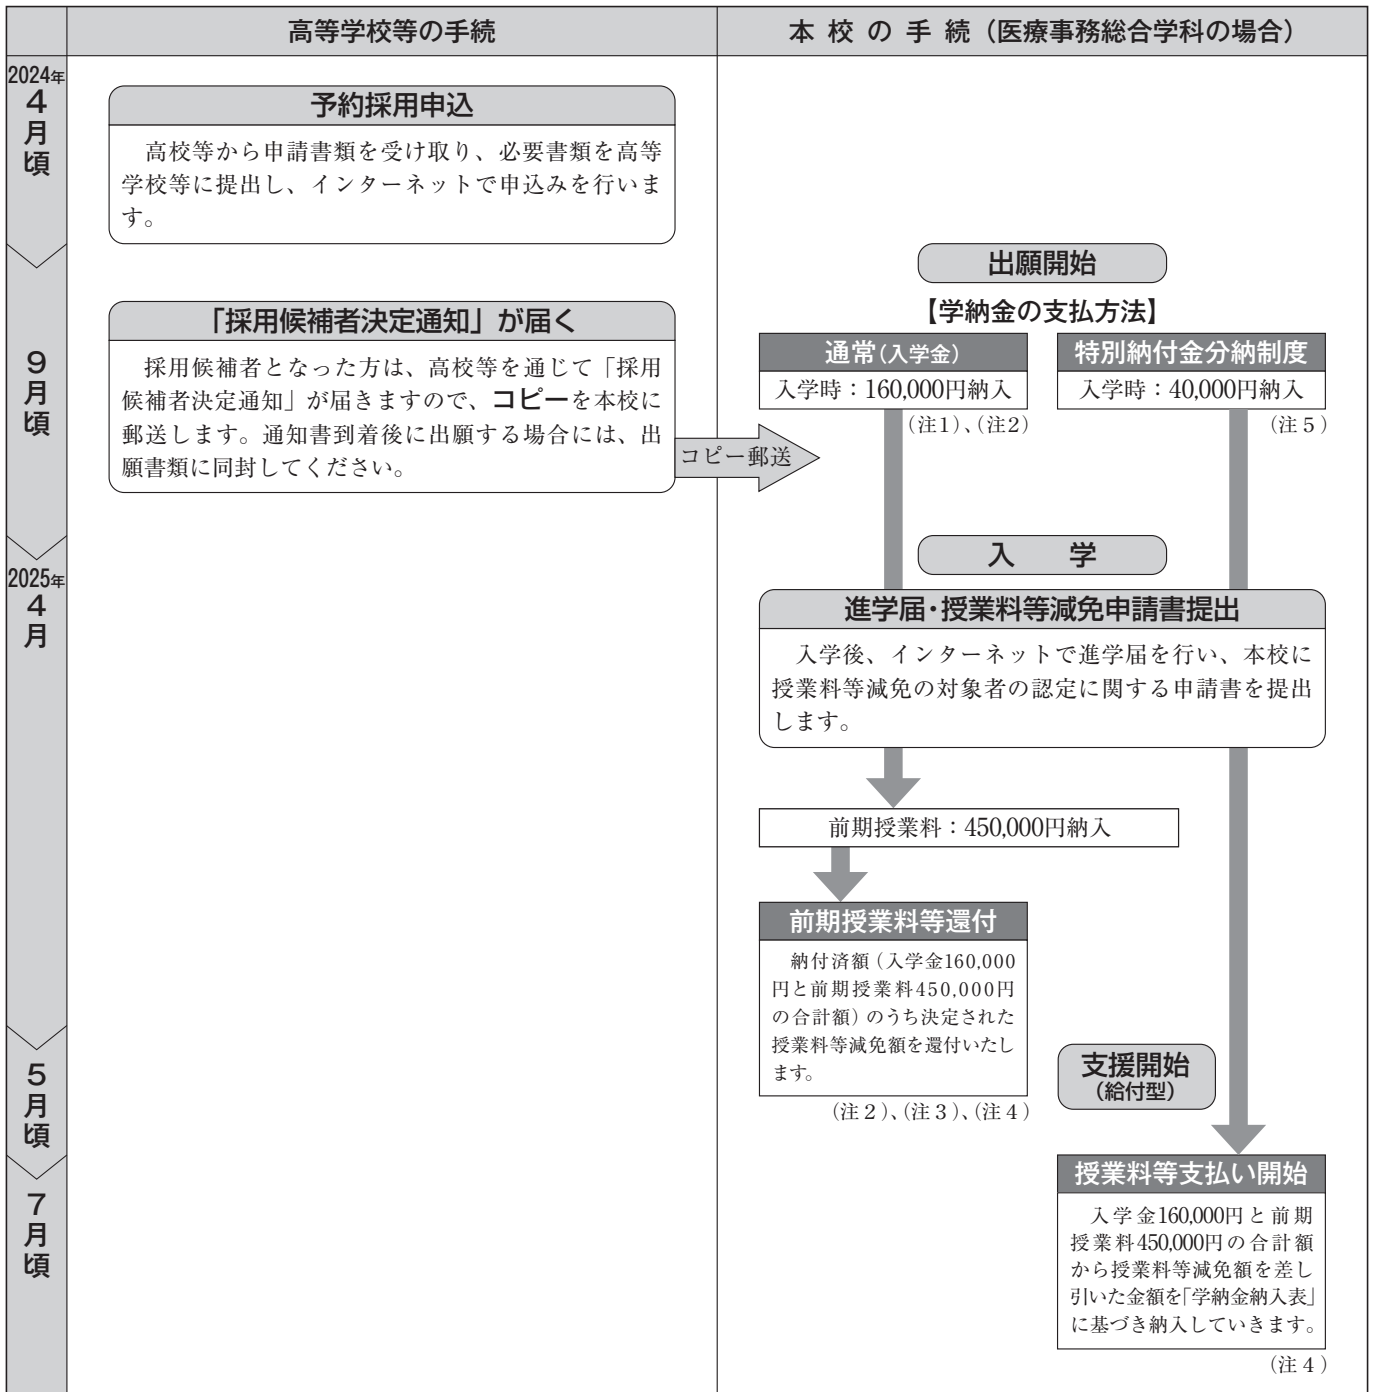 高等学校等の手続
本校の手続（医療事務総合学科の場合）
2024年
4月頃
予約採用申込
高校等から申請書類を受け取り、必要書類を高等
学校等に提出し、インターネットで申込みを行いま
す。
出願開始
【学納金の支払方法】
9月頃
「採用候補者決定通知」が届く
採用候補者となった方は、高校等を通じて「採用
候補者決定通知」が届きますので、コピーを本校に
郵送します。通知書到着後に出願する場合には、出
願書類に同封してください。
コピー郵送
通常（入学金）
入学時：160,000円納入
（注1）、（注2）
特別納付金分納制度
入学時：40,000円納入
（注5）
入　学
2025年
4月
進学届・授業料等減免申請書提出
入学後、インターネットで進学届を行い、本校に
授業料等減免の対象者の認定に関する申請書を提出
します。
前期授業料：450,000円納入
前期授業料等還付
納付済額（入学金160,000
円と前期授業料450,000円
の合計額）のうち決定された
授業料等減免額を還付いたし
ます。
（注2）、（注3）、（注4）
5月頃
支援開始
（給付型）
7月頃
授業料等支払い開始
入学金160,000円と前期
授業料450,000円の合計額
から授業料等減免額を差し
引いた金額を「学納金納入表」
に基づき納入していきます。
（注4）